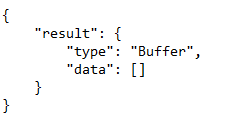 {
    "result": {
        "type": "Buffer",
        "data": []
    }
}